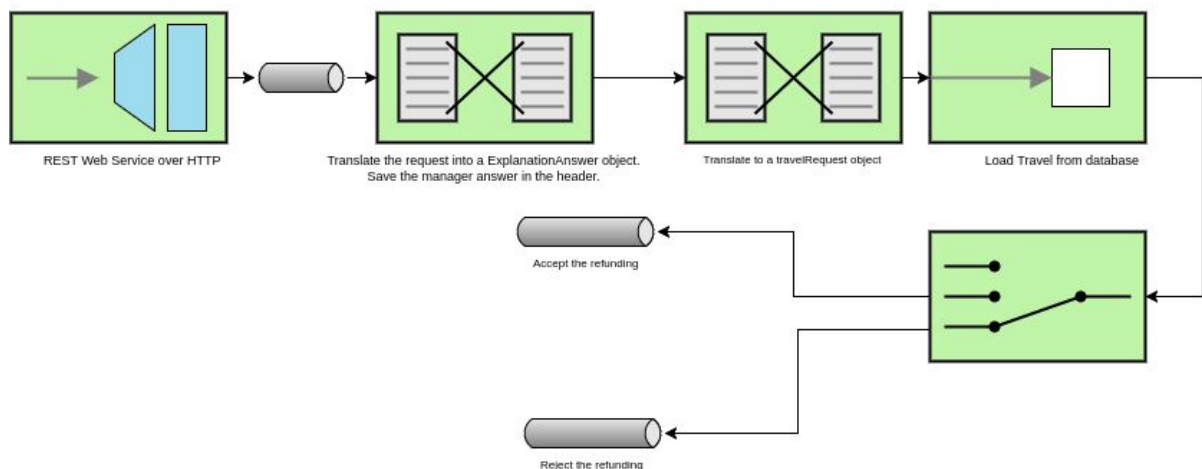 REST Web Service over HTTP
Translate the request into a ExplanationAnswer object.
Save the manager answer in the header.
Translate to a travelRequest object
Load Travel from database
Accept the refunding
Reject the refunding